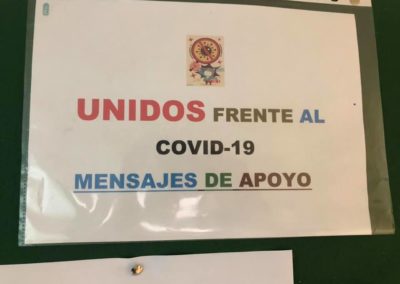 UNIDOS FRENTE AL
COVID-19
MENSAJES DE APOYO